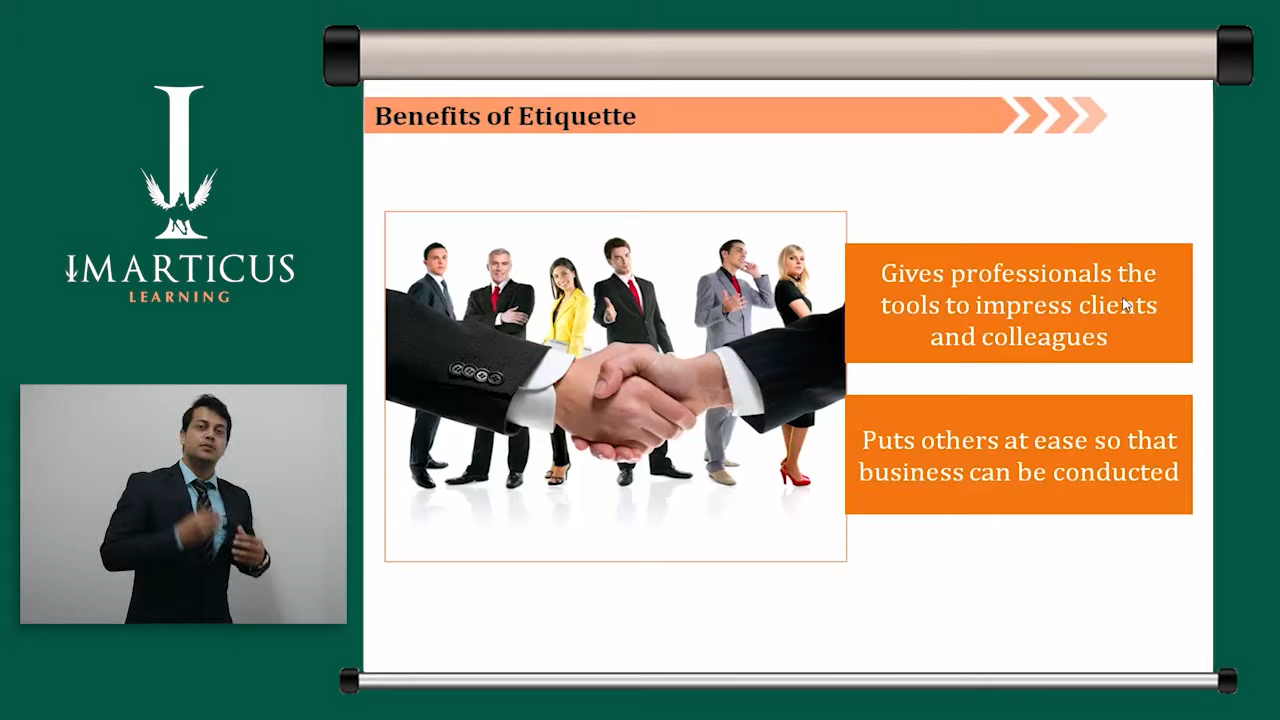 IMARTICUS
LEARNING
Benefits of Etiquette
Gives professionals the
tools to impress clients
and colleagues
Puts others at ease so that
business can be conducted